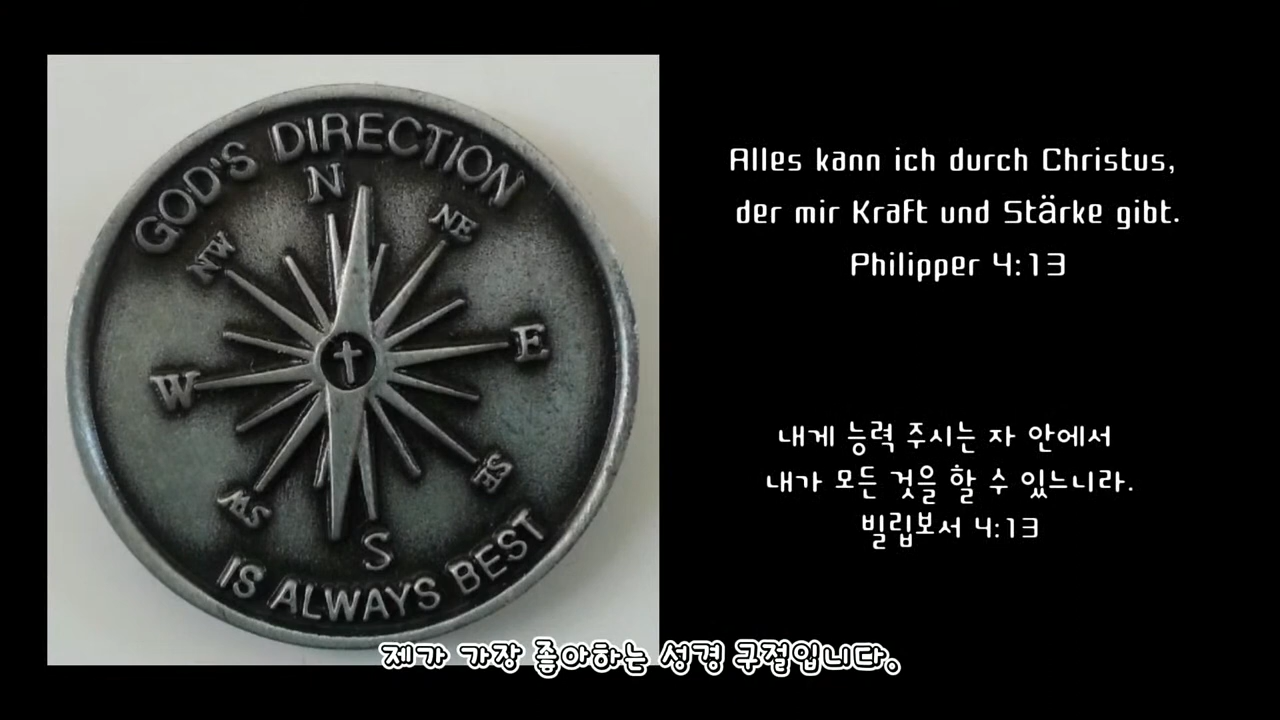 GOD'S DIRECTION
N
NE
NW
E
W
SE
SW
S
IS ALWAYS BEST
Alles kann ich durch Christus,
der mir Kraft und Stärke gibt.
Philipper 4:13
내게 능력 주시는 자 안에서
내가 모든 것을 할 수 있느니라.
빌립보서 4:13
제가 가장 좋아하는 성경 구절입니다.